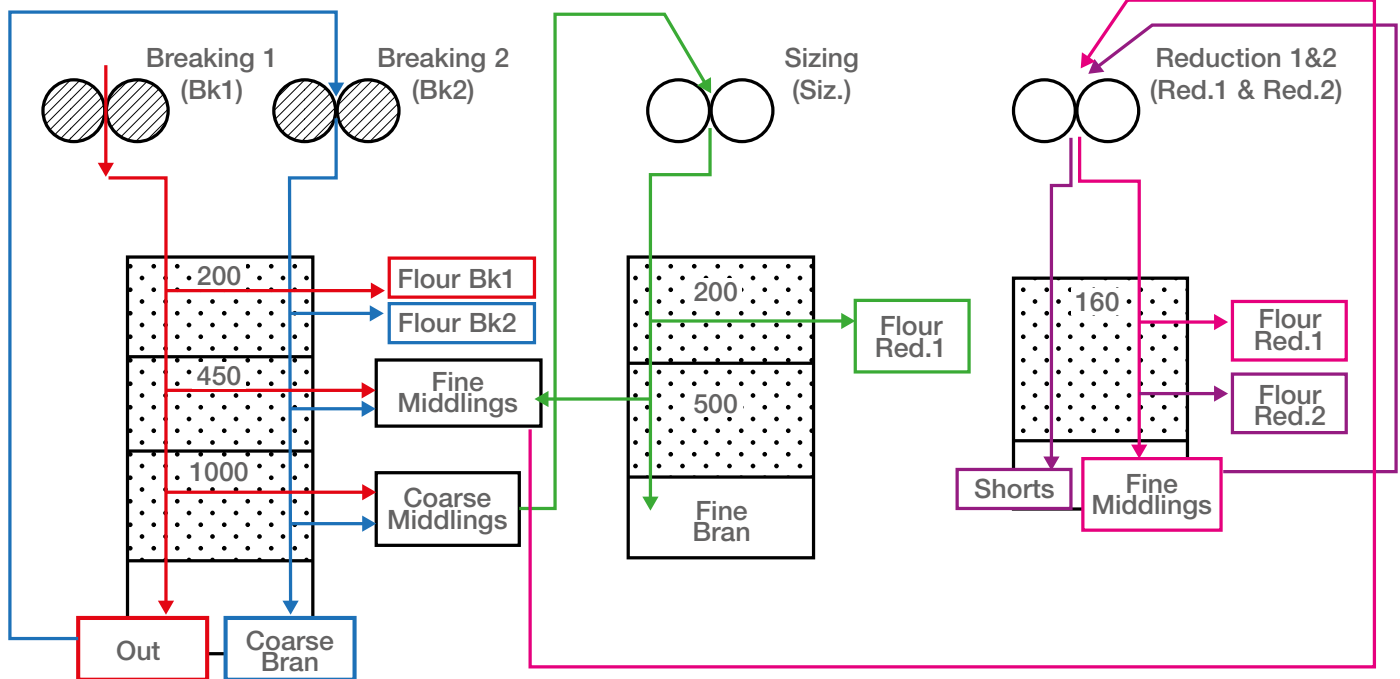 Breaking 1
(Bk1)
Breaking 2
(Bk2)
Sizing
(Siz.)
Reduction 1&2
(Red.1 & Red.2)
200
Flour Bk1
Flour Bk2
450
Fine
Middlings
1000
Coarse
Middlings
Out
Coarse
Bran
200
Flour
Red.1
500
Fine
Bran
160
Flour
Red.1
Flour
Red.2
Shorts
Fine
Middlings